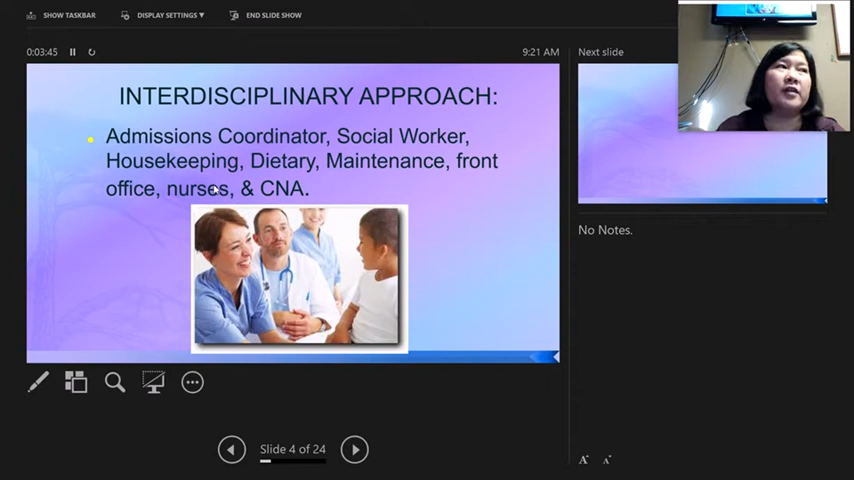 SHOW TASKBAR
DISPLAY SETTINGS ▼
END SLIDE SHOW
0:03:45
9:21 AM
Next slide
INTERDISCIPLINARY APPROACH:
Admissions Coordinator, Social Worker,
Housekeeping, Dietary, Maintenance, front
office, nurses, & CNA.
No Notes.
Slide 4 of 24
A A